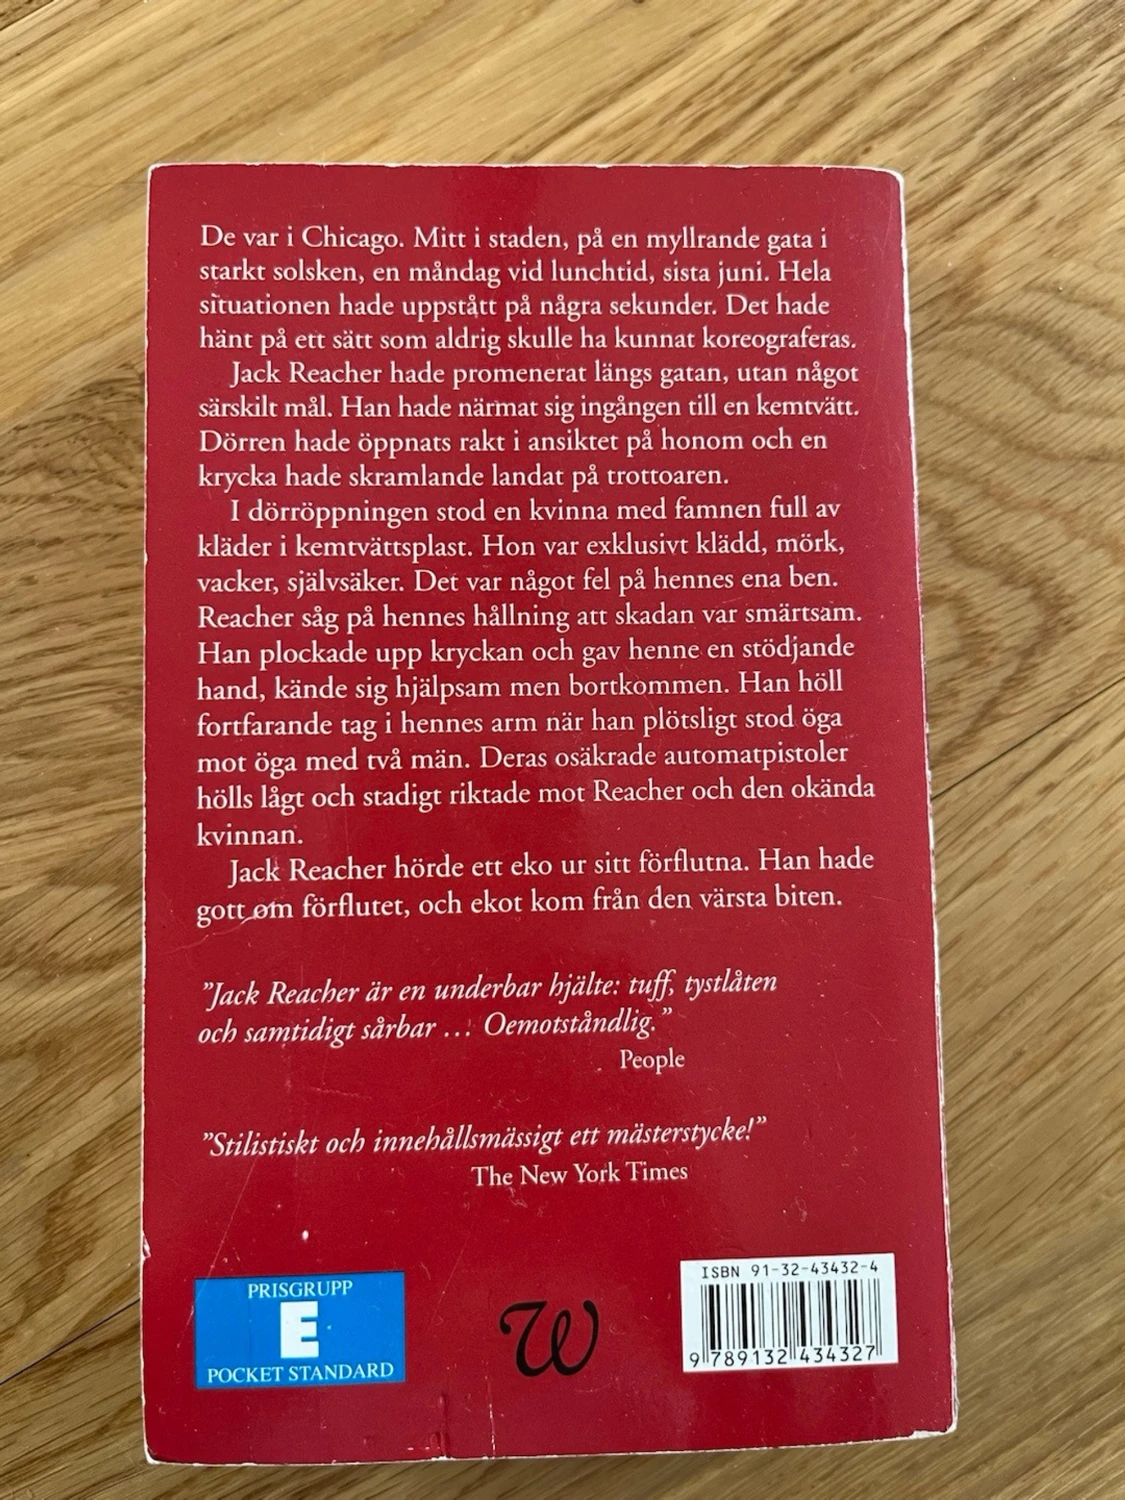 De var i Chicago. Mitt i staden, på en myllrande gata i
starkt solsken, en måndag vid lunchtid, sista juni. Hela
situationen hade uppstått på några sekunder. Det hade
hänt på ett sätt som aldrig skulle ha kunnat koreograferas.
Jack Reacher hade promenerat längs gatan, utan något
särskilt mål. Han hade närmat sig ingången till en kemtvätt.
Dörren hade öppnats rakt i ansiktet på honom och en
krycka hade skramlande landat på trottoaren.
I dörröppningen stod en kvinna med famnen full av
kläder i kemtvättsplast. Hon var exklusivt klädd, mörk,
vacker, självsäker. Det var något fel på hennes ena ben.
Reacher såg på hennes hållning att skadan var smärtsam.
Han plockade upp kryckan och gav henne en stödjande
hand, kände sig hjälpsam men bortkommen. Han höll
fortfarande tag i hennes arm när han plötsligt stod öga
mot öga med två män. Deras osäkrade automatpistoler
hölls lågt och stadigt riktade mot Reacher och den okända
kvinnan.
Jack Reacher hörde ett eko ur sitt förflutna. Han hade
gott om förflutet, och ekot kom från den värsta biten.
"Jack Reacher är en underbar hjälte: tuff, tystlåten
och samtidigt sårbar ... Oemotståndlig."
People
"Stilistiskt och innehållsmässigt ett mästerstycke!"
The New York Times
PRISGRUPP
E
POCKET STANDARD
W
ISBN 91-32-43432-4
9 789132 434327